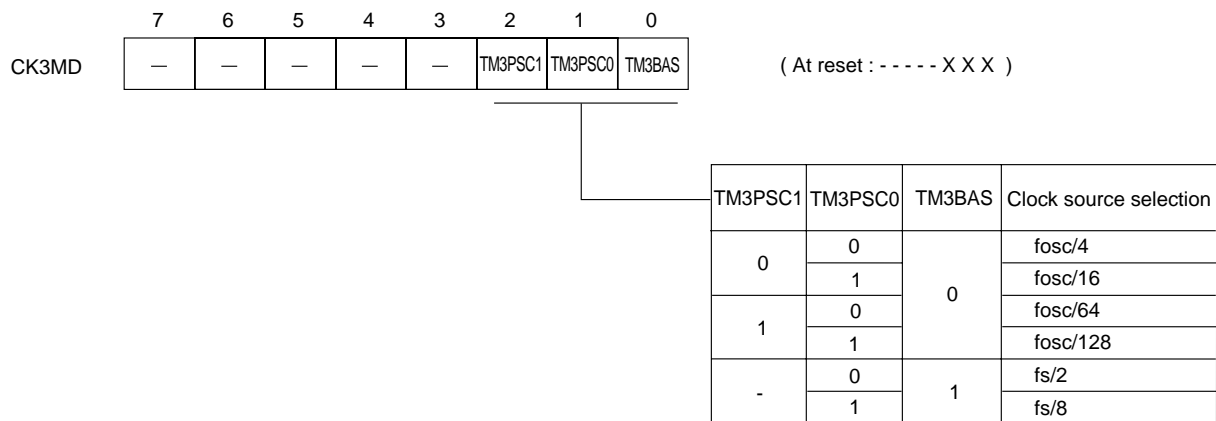 7 6 5 4 3 2 1 0
CK3MD — — — — — TM3PSC1 TM3PSC0 TM3BAS ( At reset : - - - - - X X X )
TM3PSC1 TM3PSC0 TM3BAS Clock source selection
0 0 0 fosc/4
1 fosc/16
1 0 fosc/64
1 fosc/128
- 0 1 fs/2
1 fs/8